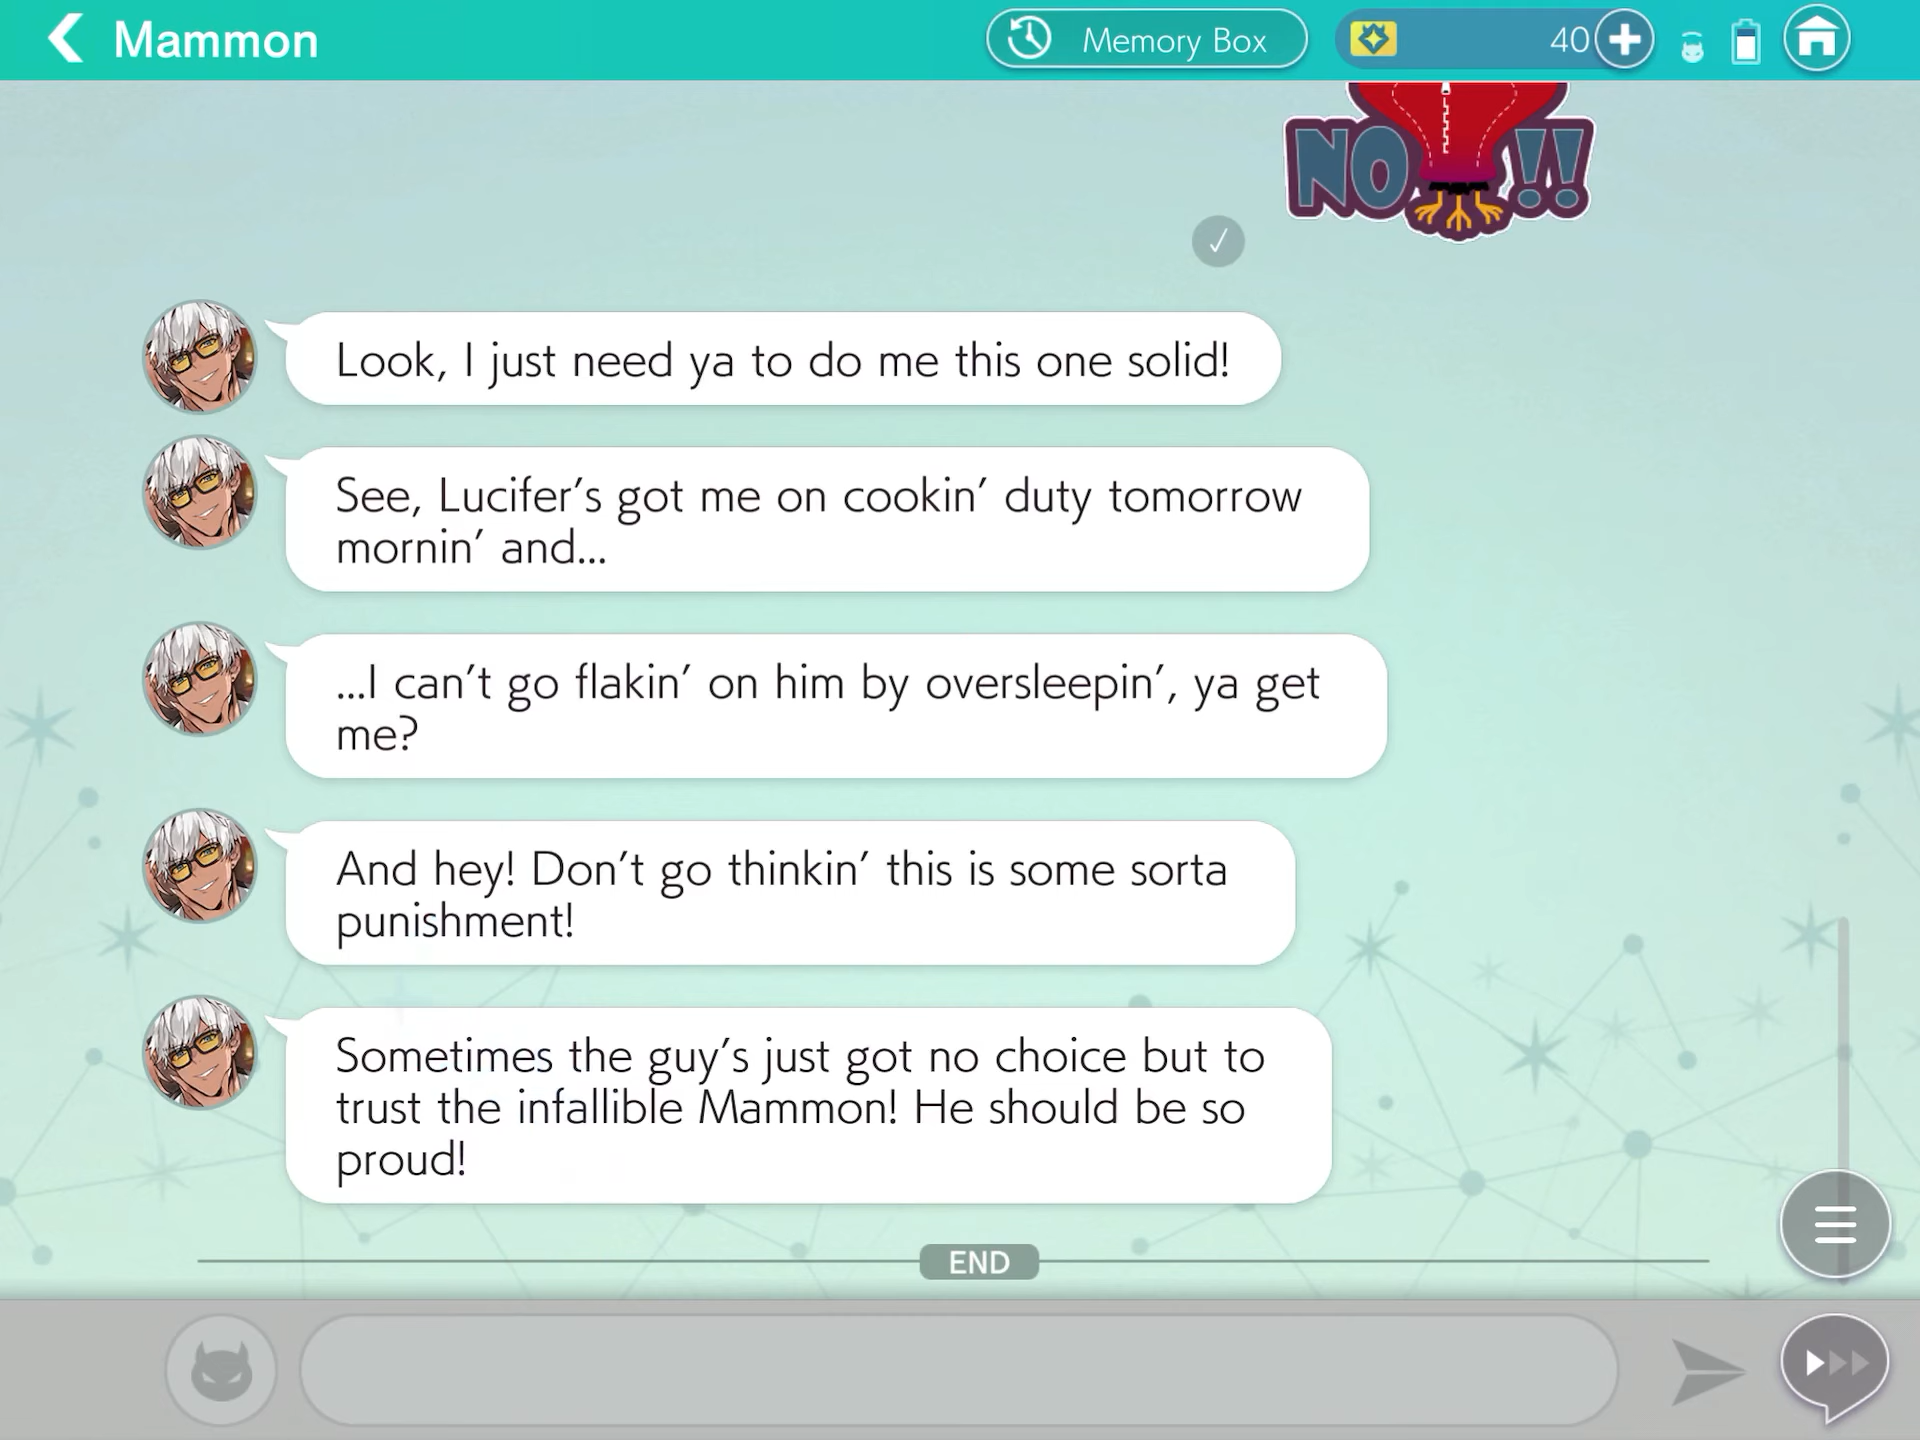 Mammon
Memory Box
40
NO !!
Look, I just need ya to do me this one solid!
See, Lucifer’s got me on cookin’ duty tomorrow
mornin’ and...
...I can’t go flakin’ on him by oversleepin’, ya get
me?
And hey! Don’t go thinkin’ this is some sorta
punishment!
Sometimes the guy’s just got no choice but to
trust the infallible Mammon! He should be so
proud!
END